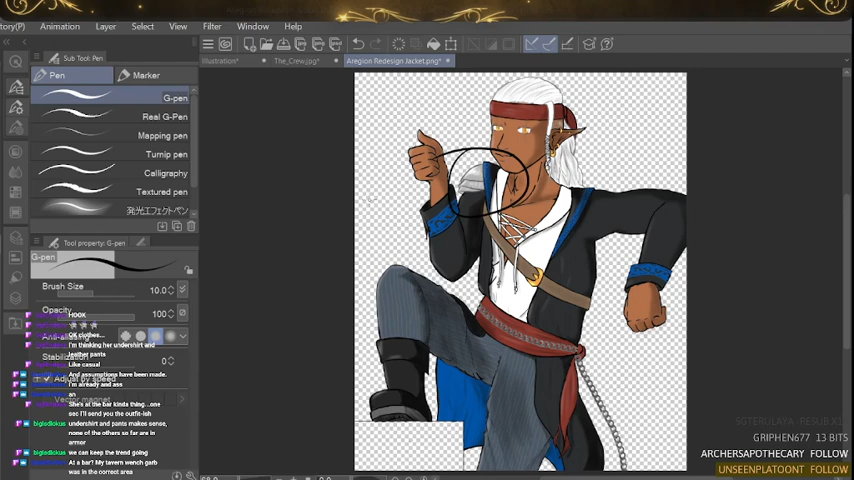 tory(P) Animation Layer Select View Filter Window Help
Illustration* The_Crew.jpg* Aregion Redesign Jacket.png*
Sub Tool: Pen
Pen Marker
G-pen
Real G-Pen
Mapping pen
Turnip pen
Calligraphy
Textured pen
発光エフェクトペン
Tool property: G-pen
G-pen
Brush Size 10.0
Opacity 100
HOOK
OK clothes...
I'm thinking her undershirt and
leather pants
Stabilization 0
Like casual
And assumptions have been made.
Adjust by speed
I'm already and ass
an
Vector magnet
She's at the bar kinda thing...one
sec I'll send you the outfit-ish
undershirt and pants makes sense,
none of the others so far are in
armor
we can keep the trend going
At a bar? My tavern wench garb
was in the correct area
SGTERULAYA RESUB X1
GRIPHEN677 13 BITS
ARCHERSAPOTHECARY FOLLOW
UNSEENPLATOONT FOLLOW